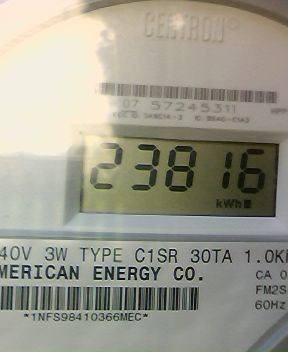 CENTRON®
07 57245311
23816
kWh
40V 3W TYPE C1SR 30TA 1.0K
MERICAN ENERGY CO.
CA 0
FM2S
60Hz
*1NFS98410366MEC*